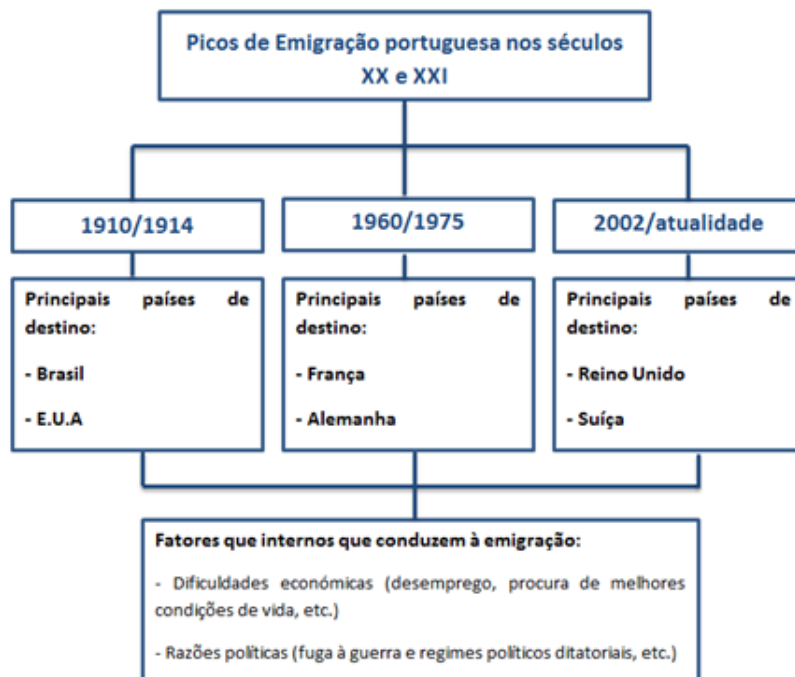 Picos de Emigração portuguesa nos séculos
XX e XXI
1910/1914
Principais países de
destino:
- Brasil
- E.U.A
1960/1975
Principais países de
destino:
- França
- Alemanha
2002/atualidade
Principais países de
destino:
- Reino Unido
- Suíça
Fatores que internos que conduzem à emigração:
- Dificuldades económicas (desemprego, procura de melhores
condições de vida, etc.)
- Razões políticas (fuga à guerra e regimes políticos ditatoriais, etc.)